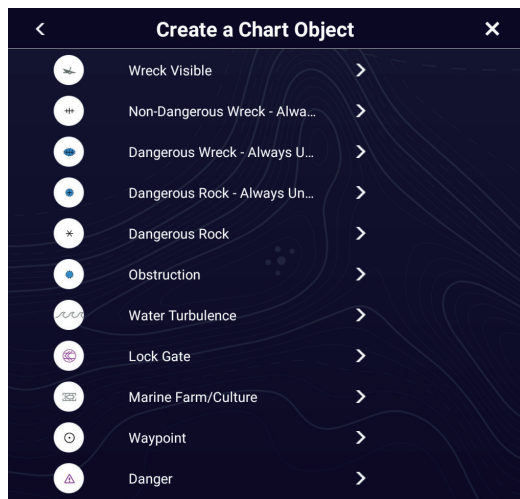 Create a Chart Object
Wreck Visible
Non-Dangerous Wreck - Alwa...
Dangerous Wreck - Always U...
Dangerous Rock - Always Un...
Dangerous Rock
Obstruction
Water Turbulence
Lock Gate
Marine Farm/Culture
Waypoint
Danger